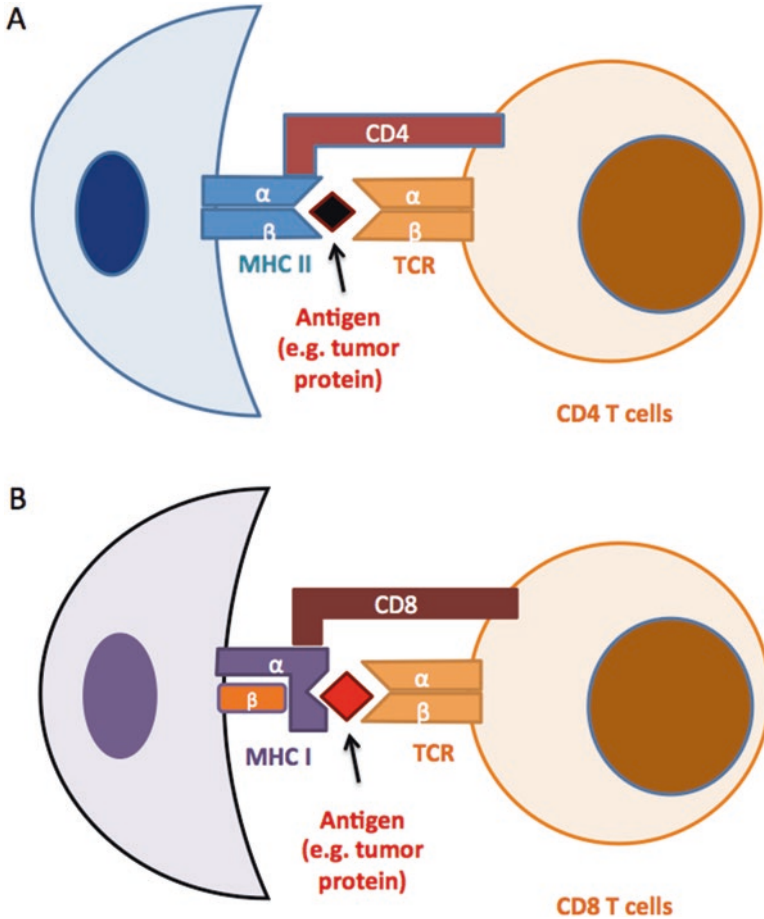 A
CD4
α
α
β
β
MHC II
TCR
Antigen
(e.g. tumor
protein)
CD4 T cells
B
CD8
α
α
β
β
MHC I
TCR
Antigen
(e.g. tumor
protein)
CD8 T cells